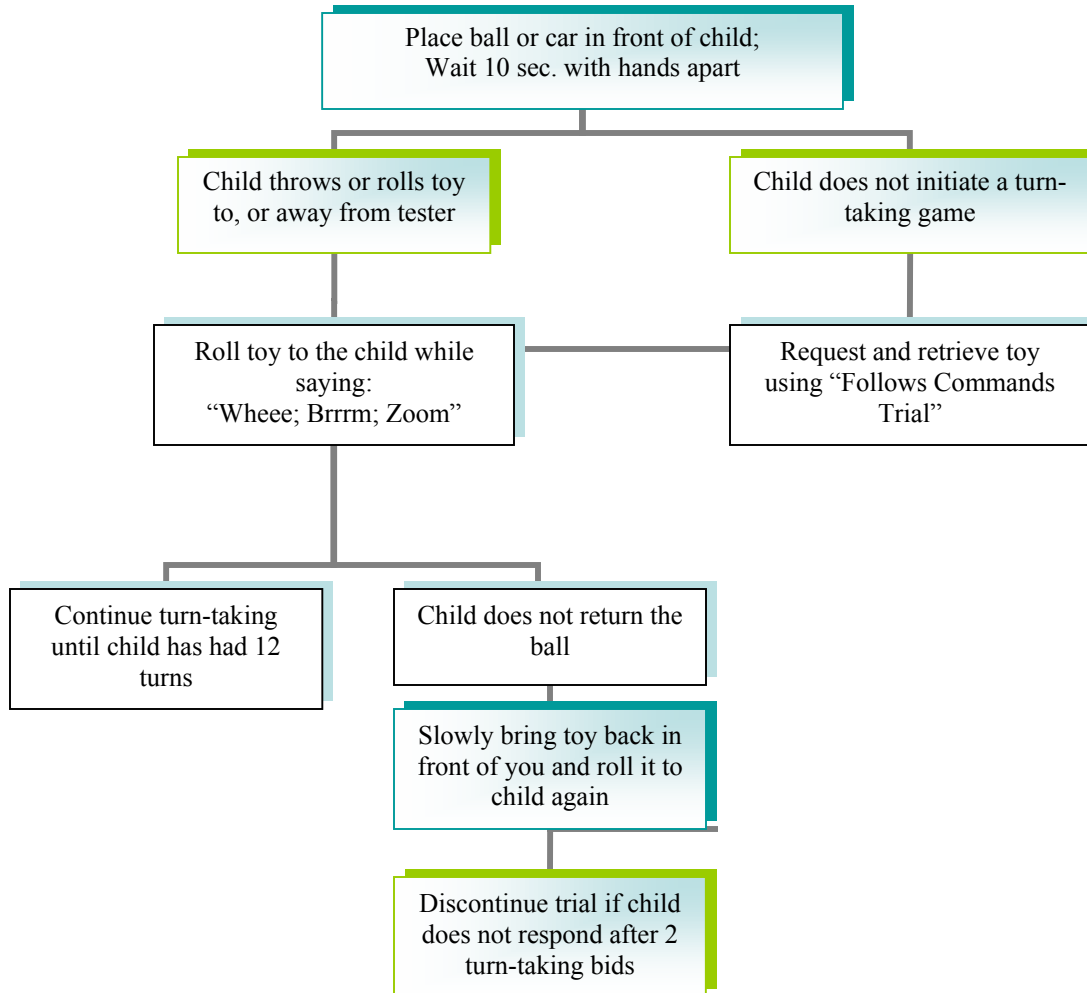 Place ball or car in front of child;
Wait 10 sec. with hands apart
Child throws or rolls toy
to, or away from tester
Child does not initiate a turn-
taking game
Roll toy to the child while
saying:
“Wheee; Brrrm; Zoom”
Request and retrieve toy
using “Follows Commands
Trial”
Continue turn-taking
until child has had 12
turns
Child does not return the
ball
Slowly bring toy back in
front of you and roll it to
child again
Discontinue trial if child
does not respond after 2
turn-taking bids